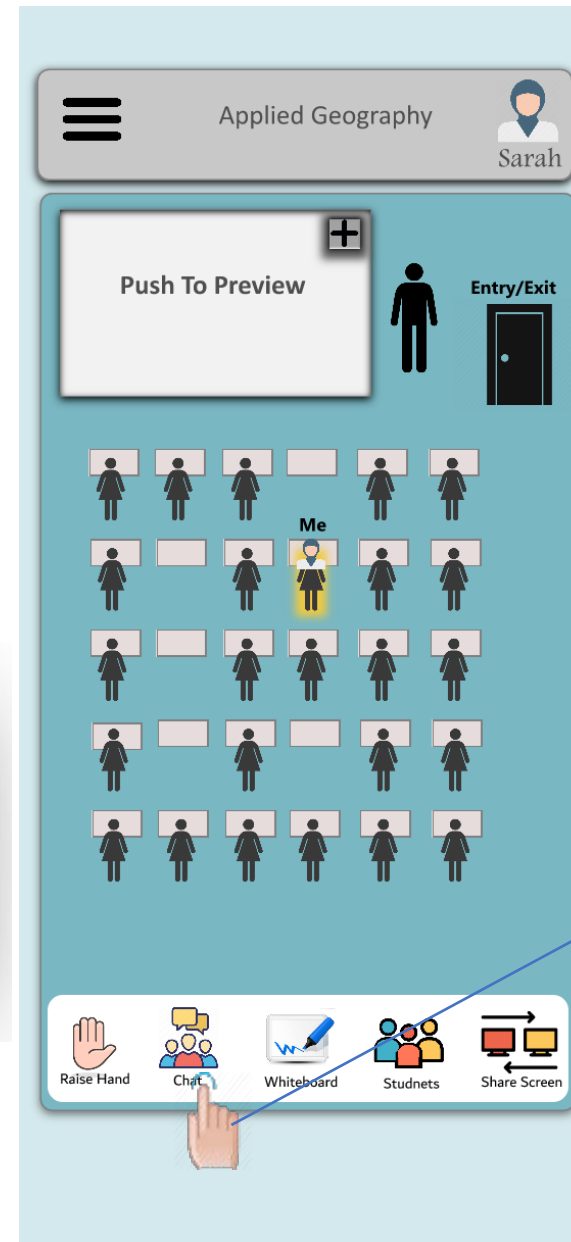 Applied Geography
Sarah
Push To Preview
Entry/Exit
Me
Raise Hand
Chat
Whiteboard
Studnets
Share Screen